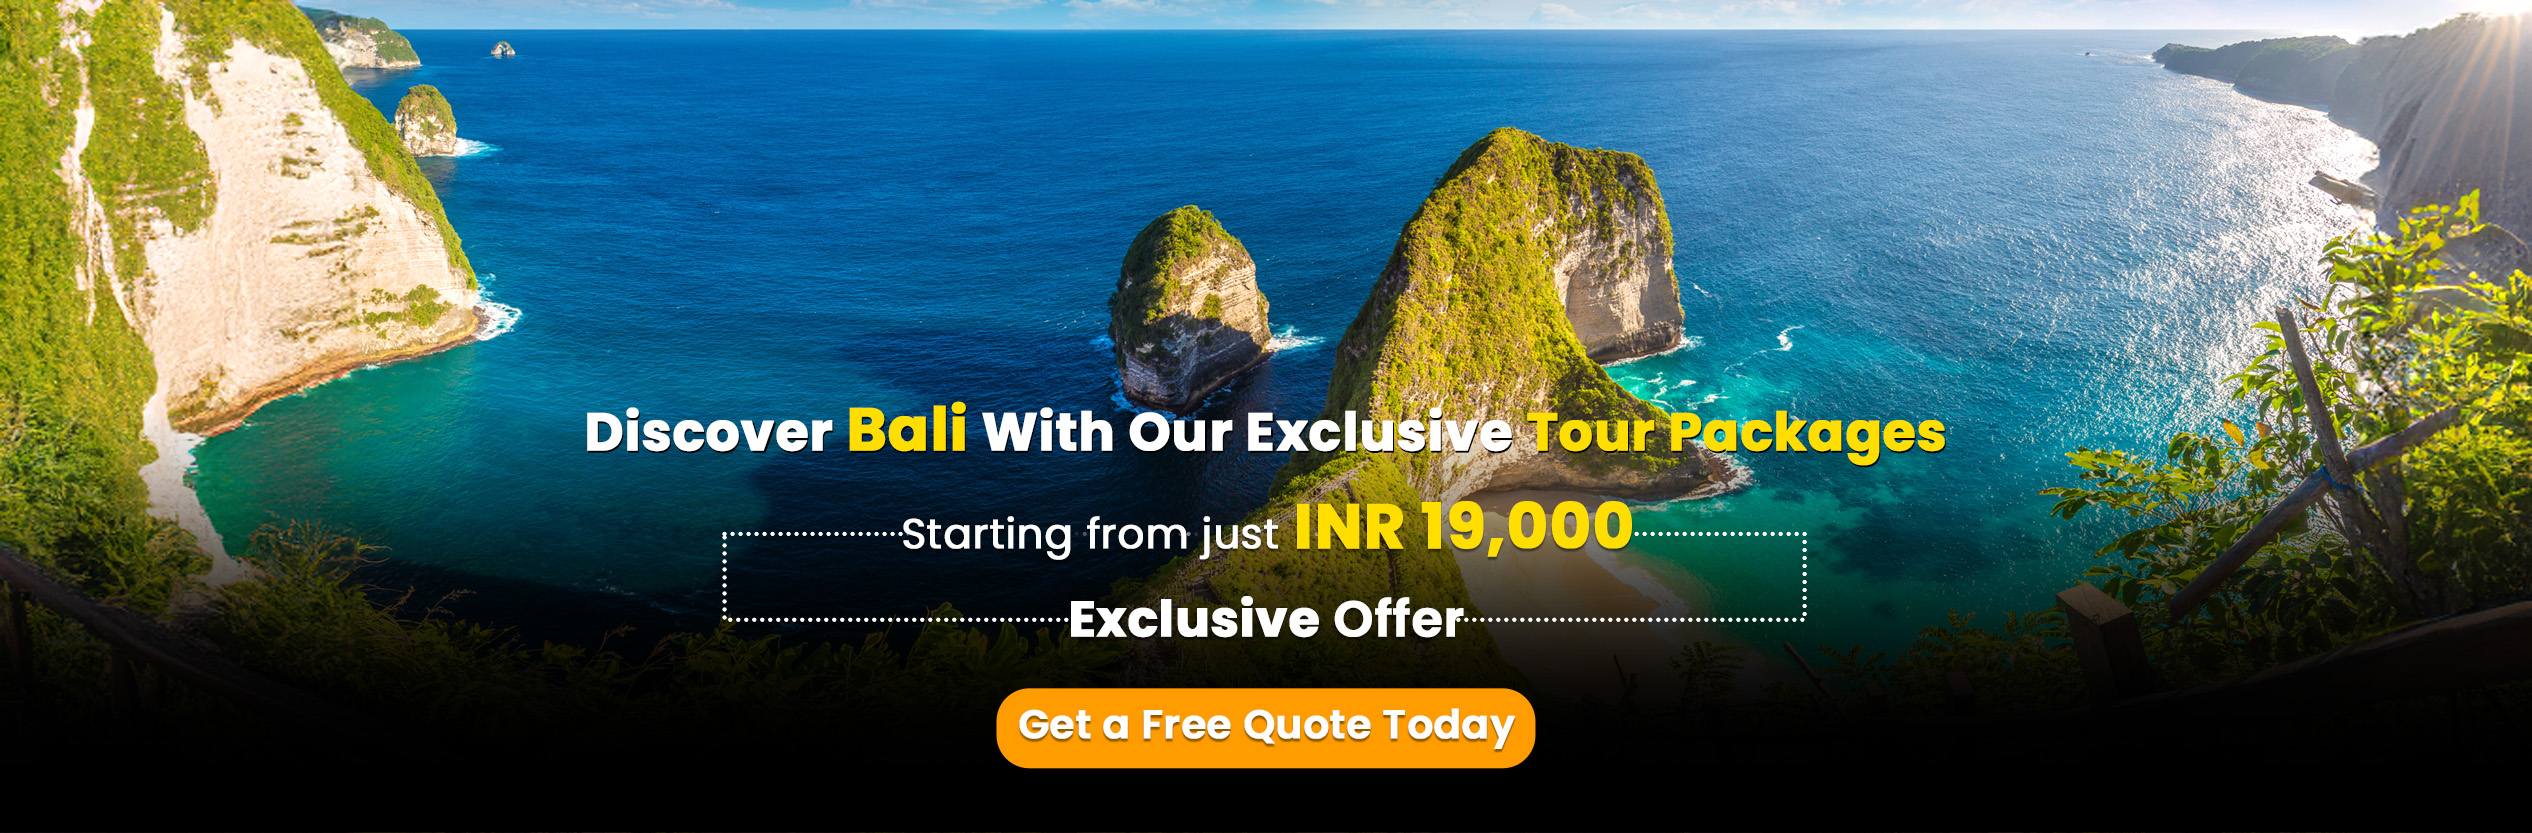 Discover Bali With Our Exclusive Tour Packages
Starting from just INR 19,000
Exclusive Offer
Get a Free Quote Today